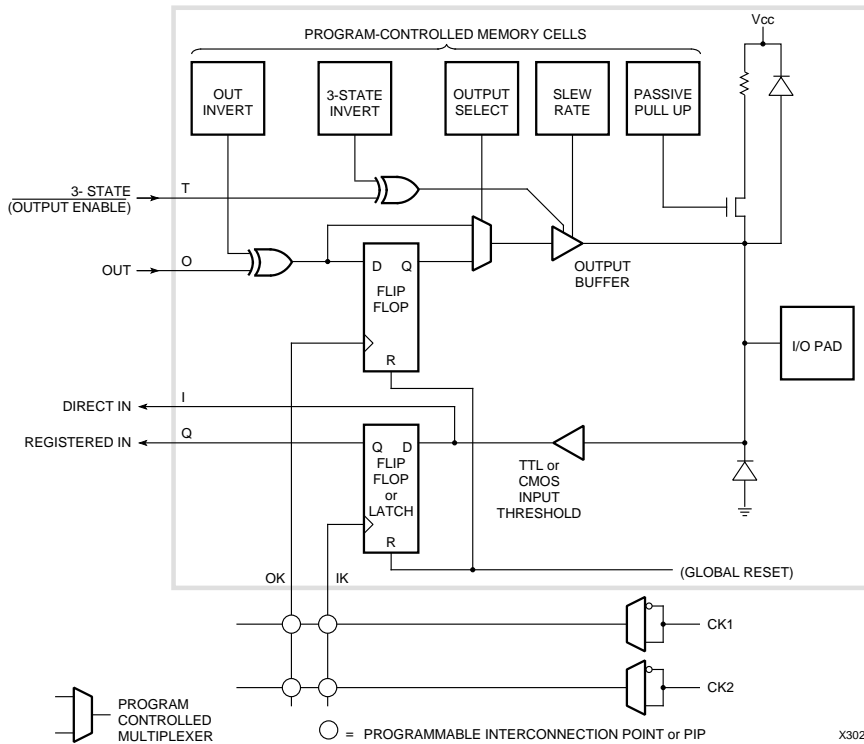 Vcc
PROGRAM-CONTROLLED MEMORY CELLS
OUT
INVERT
3-STATE
INVERT
OUTPUT
SELECT
SLEW
RATE
PASSIVE
PULL UP
3- STATE
(OUTPUT ENABLE)
T
OUT
O
D Q
FLIP
FLOP
R
OUTPUT
BUFFER
I/O PAD
DIRECT IN
I
REGISTERED IN
Q
Q D
FLIP
FLOP
or
LATCH
R
TTL or
CMOS
INPUT
THRESHOLD
OK
IK
(GLOBAL RESET)
CK1
CK2
PROGRAM
CONTROLLED
MULTIPLEXER
= PROGRAMMABLE INTERCONNECTION POINT or PIP
X302